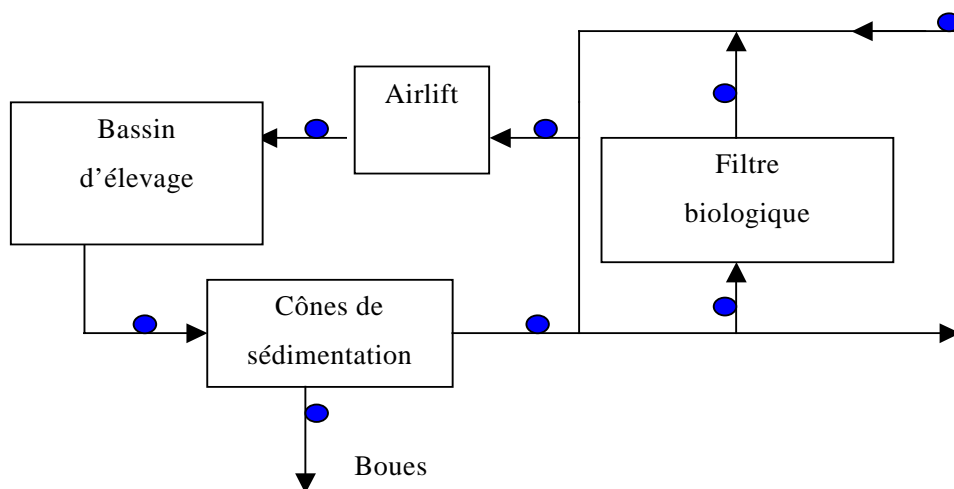 Airlift
Bassin
d’élevage
Filtre
biologique
Cônes de
sédimentation
Boues